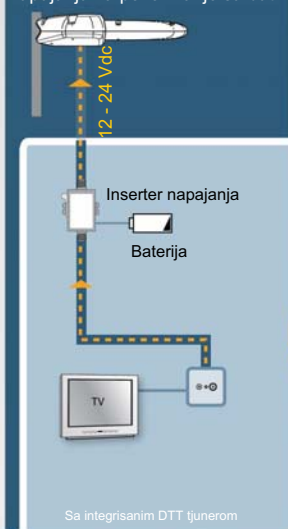 12 - 24 Vdc
Inserter napajanja
Baterija
TV
Sa integrisanim DTT tjunerom